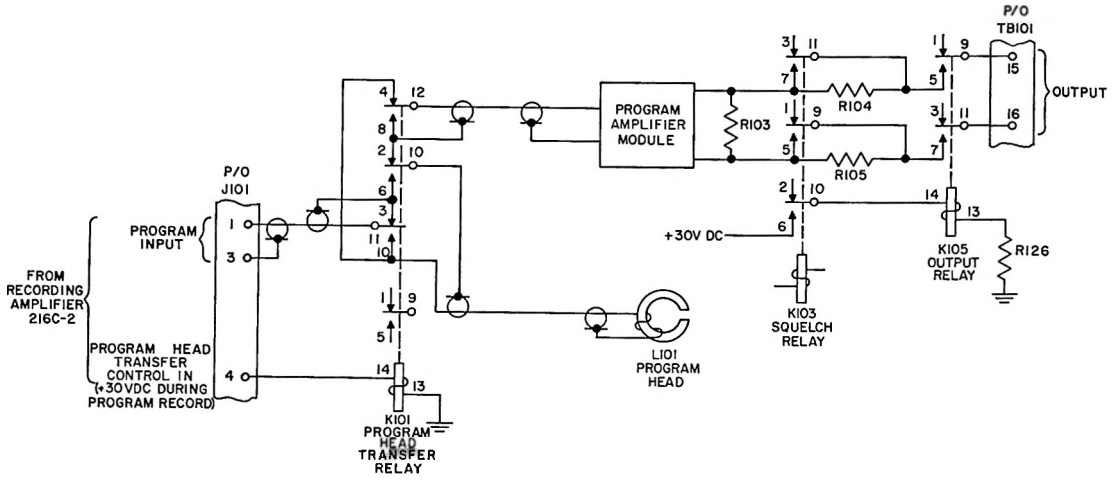 P/O
TB101
3
11
1
9
15
7
5
R104
OUTPUT
4
12
PROGRAM
AMPLIFIER
MODULE
R103
1
9
3
11
16
8
2
10
5
R105
7
P/O
J101
6
3
2
10
14
13
PROGRAM
INPUT
1
11
+30V DC
6
K105
OUTPUT
RELAY
R126
3
10
FROM
RECORDING
AMPLIFIER
216C-2
1
9
5
K103
SQUELCH
RELAY
L101
PROGRAM
HEAD
PROGRAM HEAD
TRANSFER
CONTROL IN
(+30VDC DURING
PROGRAM RECORD)
4
14
13
K101
PROGRAM
HEAD
TRANSFER
RELAY